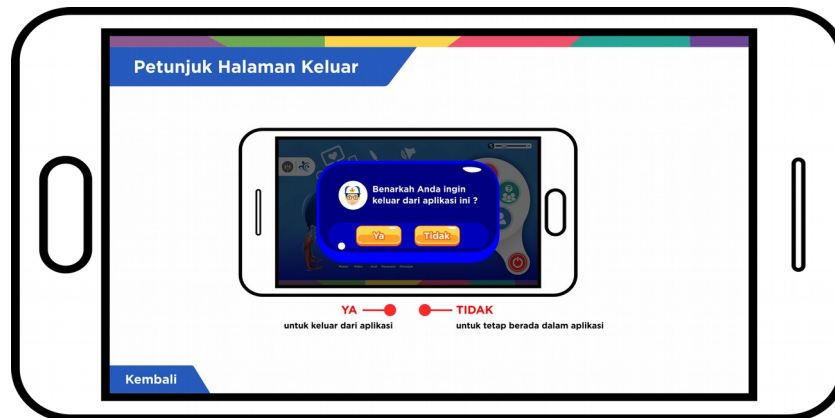 Petunjuk Halaman Keluar
Benarkah Anda ingin
keluar dari aplikasi ini ?
Ya
Tidak
YA
TIDAK
untuk keluar dari aplikasi
untuk tetap berada dalam aplikasi
Kembali